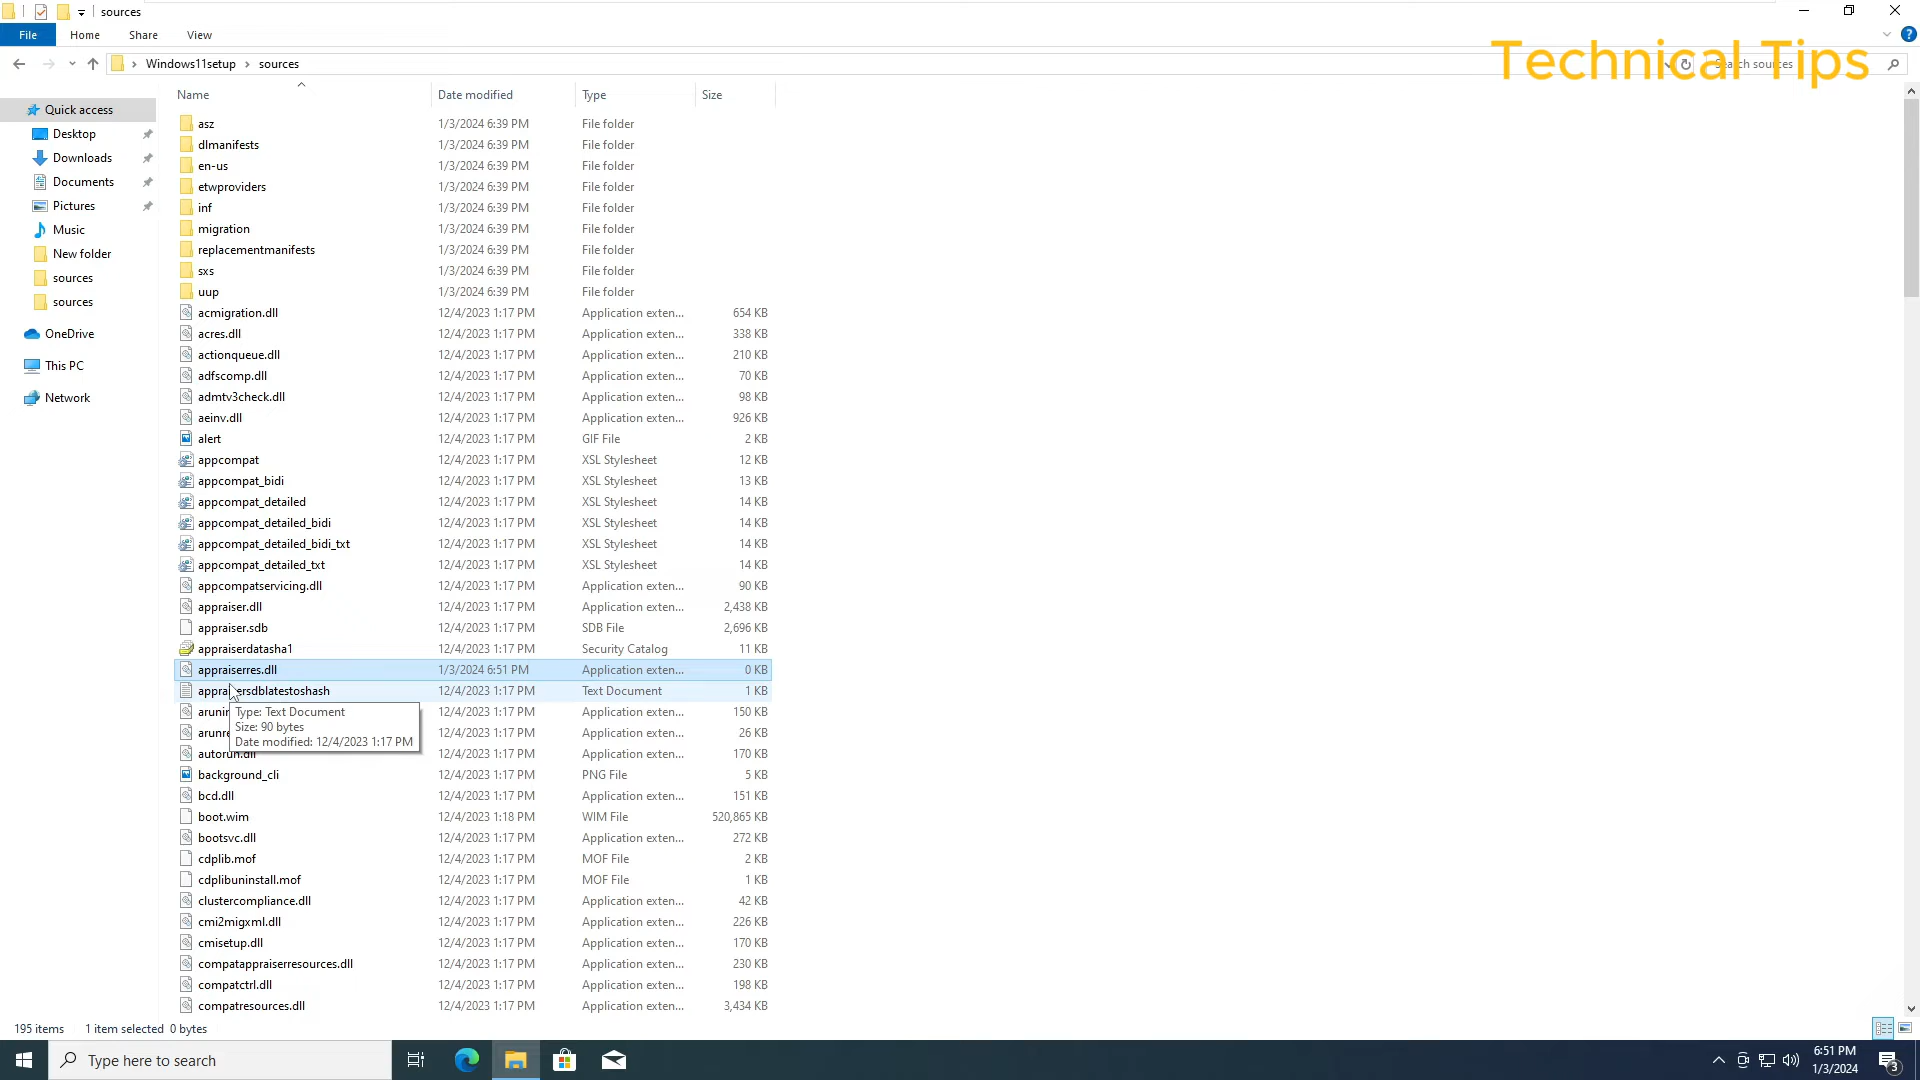 sources
File Home Share View
Technical Tips
Windows11setup sources
Search sources
Name Date modified Type Size
Quick access
Desktop
Downloads
Documents
Pictures
Music
New folder
sources
sources
OneDrive
This PC
Network
asz 1/3/2024 6:39 PM File folder
dlmanifests 1/3/2024 6:39 PM File folder
en-us 1/3/2024 6:39 PM File folder
etwproviders 1/3/2024 6:39 PM File folder
inf 1/3/2024 6:39 PM File folder
migration 1/3/2024 6:39 PM File folder
replacementmanifests 1/3/2024 6:39 PM File folder
sxs 1/3/2024 6:39 PM File folder
uup 1/3/2024 6:39 PM File folder
acmigration.dll 12/4/2023 1:17 PM Application exten... 654 KB
acres.dll 12/4/2023 1:17 PM Application exten... 338 KB
actionqueue.dll 12/4/2023 1:17 PM Application exten... 210 KB
adfscomp.dll 12/4/2023 1:17 PM Application exten... 70 KB
admtv3check.dll 12/4/2023 1:17 PM Application exten... 98 KB
aeinv.dll 12/4/2023 1:17 PM Application exten... 926 KB
alert 12/4/2023 1:17 PM GIF File 2 KB
appcompat 12/4/2023 1:17 PM XSL Stylesheet 12 KB
appcompat_bidi 12/4/2023 1:17 PM XSL Stylesheet 13 KB
appcompat_detailed 12/4/2023 1:17 PM XSL Stylesheet 14 KB
appcompat_detailed_bidi 12/4/2023 1:17 PM XSL Stylesheet 14 KB
appcompat_detailed_bidi_txt 12/4/2023 1:17 PM XSL Stylesheet 14 KB
appcompat_detailed_txt 12/4/2023 1:17 PM XSL Stylesheet 14 KB
appcompatservicing.dll 12/4/2023 1:17 PM Application exten... 90 KB
appraiser.dll 12/4/2023 1:17 PM Application exten... 2,438 KB
appraiser.sdb 12/4/2023 1:17 PM SDB File 2,696 KB
appraiserdatasha1 12/4/2023 1:17 PM Security Catalog 11 KB
appraiserres.dll 1/3/2024 6:51 PM Application exten... 0 KB
appraisersdblatestoshash 12/4/2023 1:17 PM Text Document 1 KB
12/4/2023 1:17 PM Application exten... 150 KB
12/4/2023 1:17 PM Application exten... 26 KB
Type: Text Document
Size: 90 bytes
Date modified: 12/4/2023 1:17 PM
autorun.dll 12/4/2023 1:17 PM Application exten... 170 KB
background_cli 12/4/2023 1:17 PM PNG File 5 KB
bcd.dll 12/4/2023 1:17 PM Application exten... 151 KB
boot.wim 12/4/2023 1:18 PM WIM File 520,865 KB
bootsvc.dll 12/4/2023 1:17 PM Application exten... 272 KB
cdplib.mof 12/4/2023 1:17 PM MOF File 2 KB
cdplibuninstall.mof 12/4/2023 1:17 PM MOF File 1 KB
clustercompliance.dll 12/4/2023 1:17 PM Application exten... 42 KB
cmi2migxml.dll 12/4/2023 1:17 PM Application exten... 226 KB
cmisetup.dll 12/4/2023 1:17 PM Application exten... 170 KB
compatappraiserresources.dll 12/4/2023 1:17 PM Application exten... 230 KB
compatctrl.dll 12/4/2023 1:17 PM Application exten... 198 KB
compatresources.dll 12/4/2023 1:17 PM Application exten... 3,434 KB
195 items 1 item selected 0 bytes
Type here to search
6:51 PM
1/3/2024
3